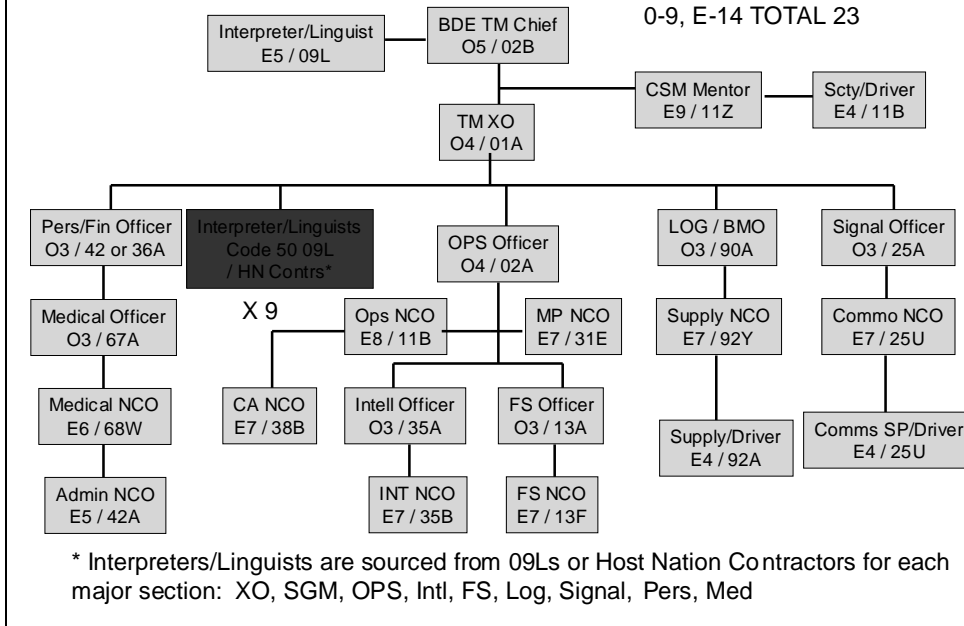 0-9, E-14 TOTAL 23
Interpreter/Linguist
E5 / 09L
BDE TM Chief
O5 / 02B
CSM Mentor
E9 / 11Z
Scty/Driver
E4 / 11B
TM XO
O4 / 01A
Pers/Fin Officer
O3 / 42 or 36A
Interpreter/Linguists
Code 50 09L
/ HN Contrs*
OPS Officer
O4 / 02A
LOG / BMO
O3 / 90A
Signal Officer
O3 / 25A
X 9
Medical Officer
O3 / 67A
Ops NCO
E8 / 11B
MP NCO
E7 / 31E
Supply NCO
E7 / 92Y
Commo NCO
E7 / 25U
Medical NCO
E6 / 68W
CA NCO
E7 / 38B
Intell Officer
O3 / 35A
FS Officer
O3 / 13A
Supply/Driver
E4 / 92A
Comms SP/Driver
E4 / 25U
Admin NCO
E5 / 42A
INT NCO
E7 / 35B
FS NCO
E7 / 13F
* Interpreters/Linguists are sourced from 09Ls or Host Nation Contractors for each
major section: XO, SGM, OPS, Intl, FS, Log, Signal, Pers, Med